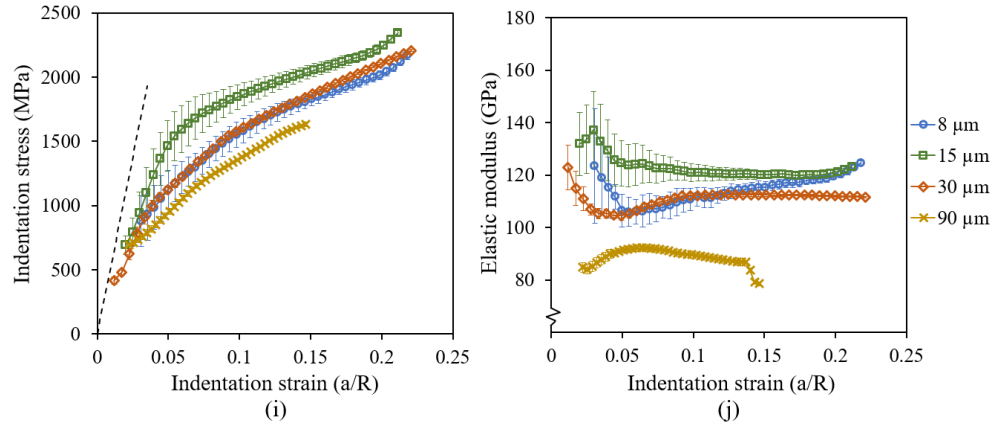 Indentation stress (MPa)
2500
2000
1500
1000
500
0
0
0.05
0.1
0.15
0.2
0.25
Indentation strain (a/R)
(i)
Elastic modulus (GPa)
180
160
140
120
100
80
0
0.05
0.1
0.15
0.2
0.25
Indentation strain (a/R)
(j)
8 µm
15 µm
30 µm
90 µm